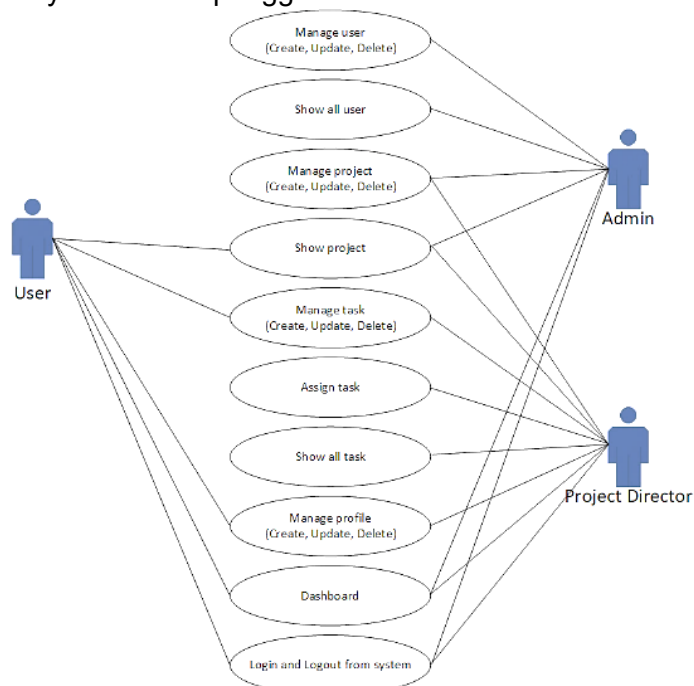 Manage user
(Create, Update, Delete)
Show all user
Manage project
(Create, Update, Delete)
Admin
Show project
User
Manage task
(Create, Update, Delete)
Assign task
Show all task
Project Director
Manage profile
(Create, Update, Delete)
Dashboard
Login and Logout from system